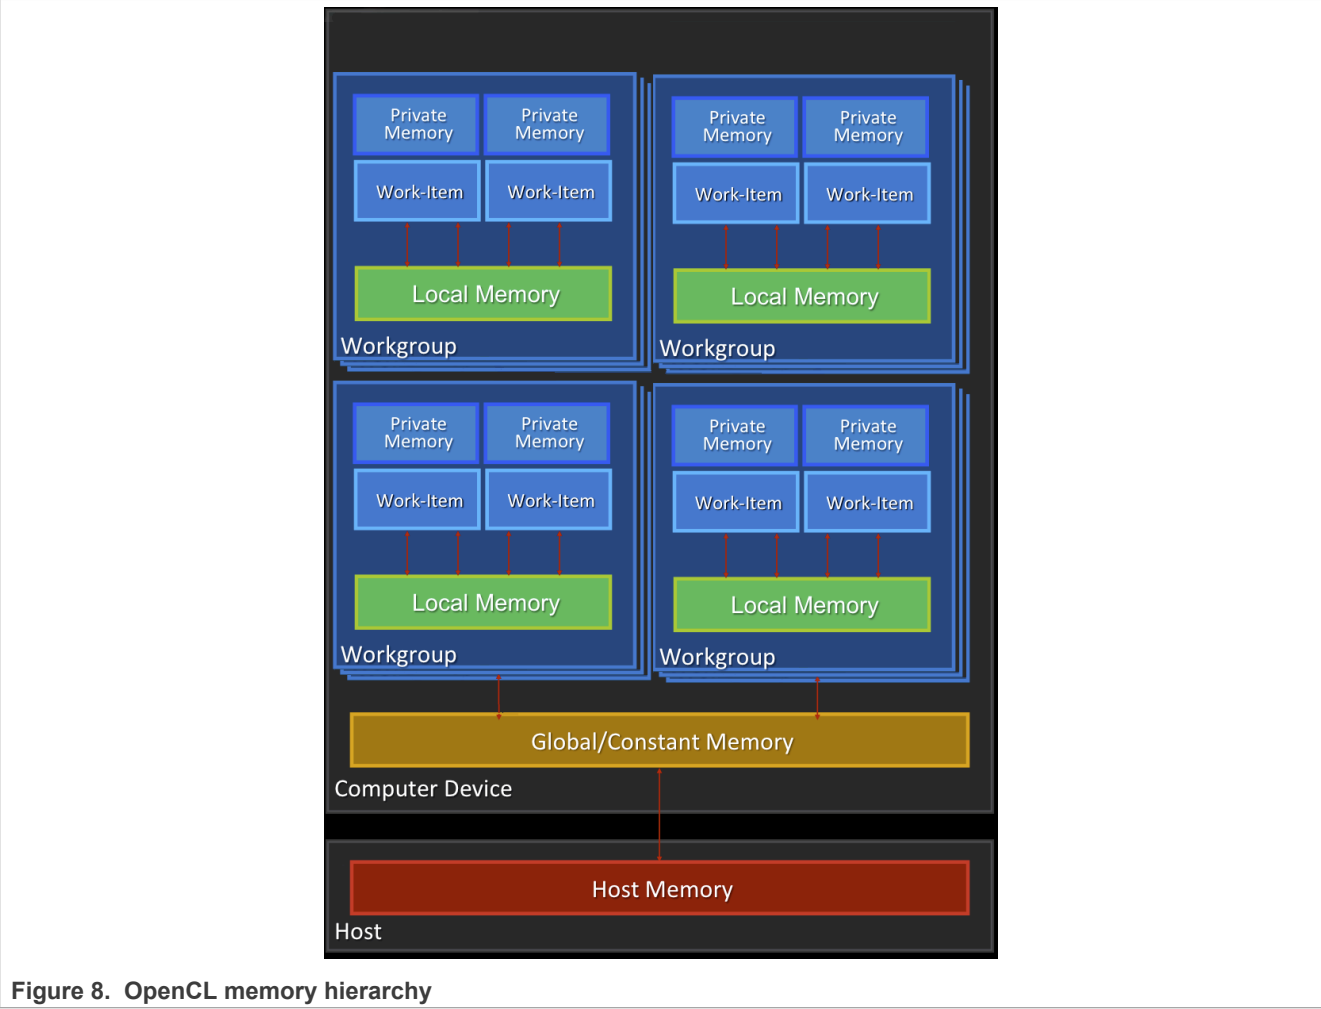 Private Private
Memory Memory
Work-Item Work-Item
Local Memory
Workgroup
Private Private
Memory Memory
Work-Item Work-Item
Local Memory
Workgroup
Private Private
Memory Memory
Work-Item Work-Item
Local Memory
Workgroup
Private Private
Memory Memory
Work-Item Work-Item
Local Memory
Workgroup
Global/Constant Memory
Computer Device
Host Memory
Host
Figure 8. OpenCL memory hierarchy